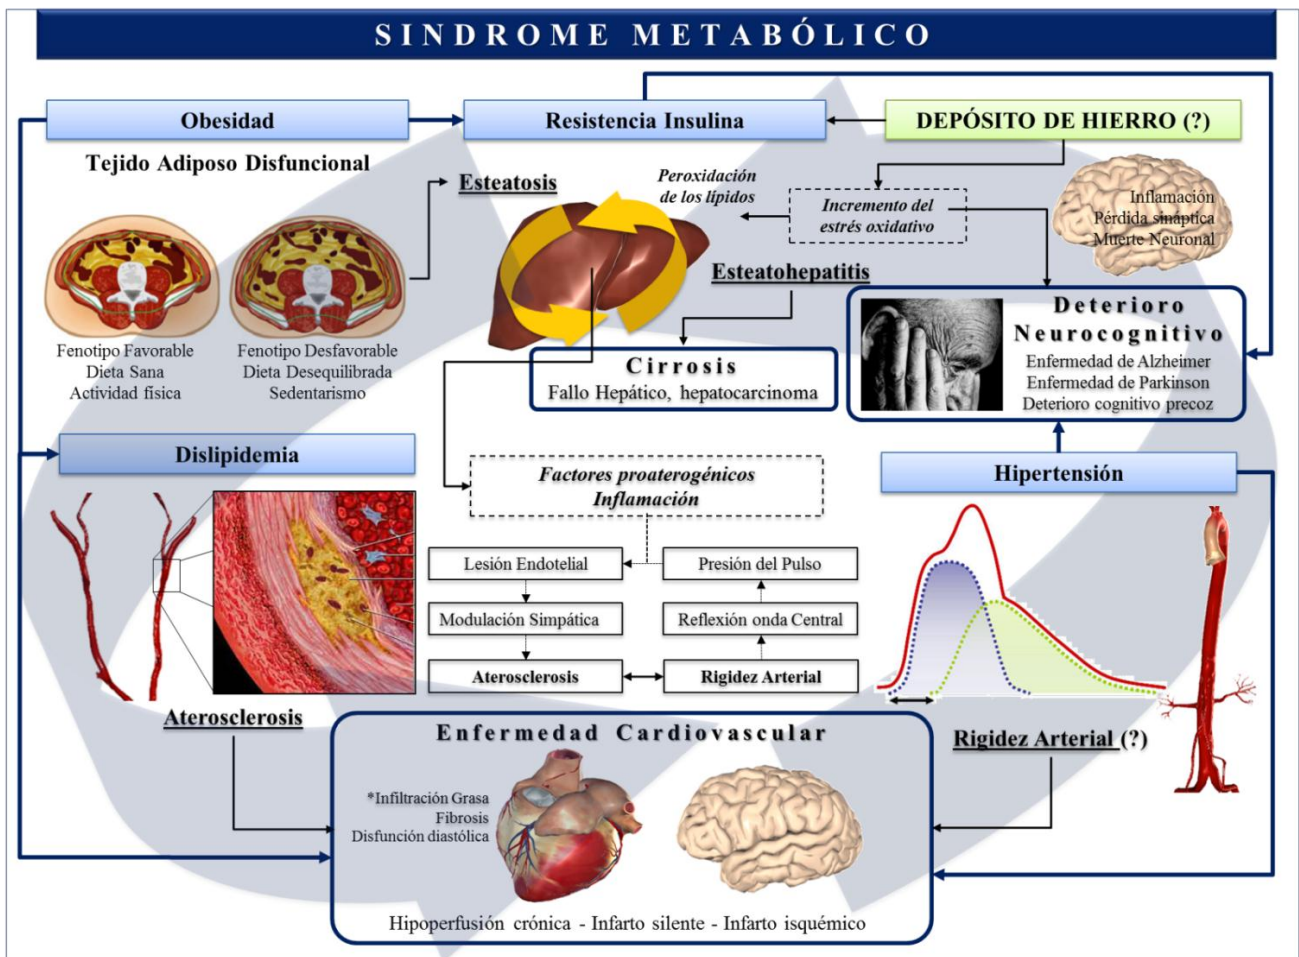 SINDROME METABÓLICO
Obesidad
Resistencia Insulina
DEPÓSITO DE HIERRO (?)
Tejido Adiposo Disfuncional
Esteatosis
Peroxidación
de los lípidos
Incremento del
estrés oxidativo
Inflamación
Pérdida sináptica
Muerte Neuronal
Esteatohepatitis
Fenotipo Favorable
Dieta Sana
Actividad física
Fenotipo Desfavorable
Dieta Desequilibrada
Sedentarismo
Cirrosis
Fallo Hepático, hepatocarcinoma
Deterioro
Neurocognitivo
Enfermedad de Alzheimer
Enfermedad de Parkinson
Deterioro cognitivo precoz
Dislipidemia
Factores proaterogénicos
Inflamación
Hipertensión
Lesión Endotelial
Presión del Pulso
Modulación Simpática
Reflexión onda Central
Aterosclerosis
Rigidez Arterial
Aterosclerosis
Rigidez Arterial (?)
Enfermedad Cardiovascular
*Infiltración Grasa
Fibrosis
Disfunción diastólica
Hipoperfusión crónica - Infarto silente - Infarto isquémico